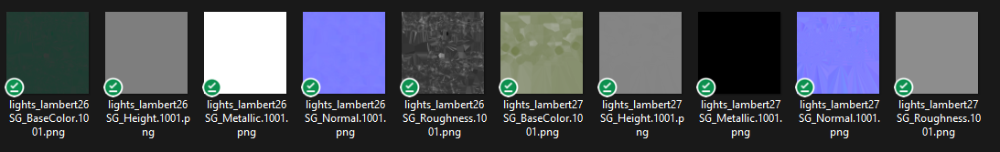 lights_lambert26
SG_BaseColor.10
01.png
lights_lambert26
SG_Height.1001.p
ng
lights_lambert26
SG_Metallic.1001.
png
lights_lambert26
SG_Normal.1001.
png
lights_lambert26
SG_Roughness.10
01.png
lights_lambert27
SG_BaseColor.10
01.png
lights_lambert27
SG_Height.1001.p
ng
lights_lambert27
SG_Metallic.1001.
png
lights_lambert27
SG_Normal.1001.
png
lights_lambert27
SG_Roughness.10
01.png